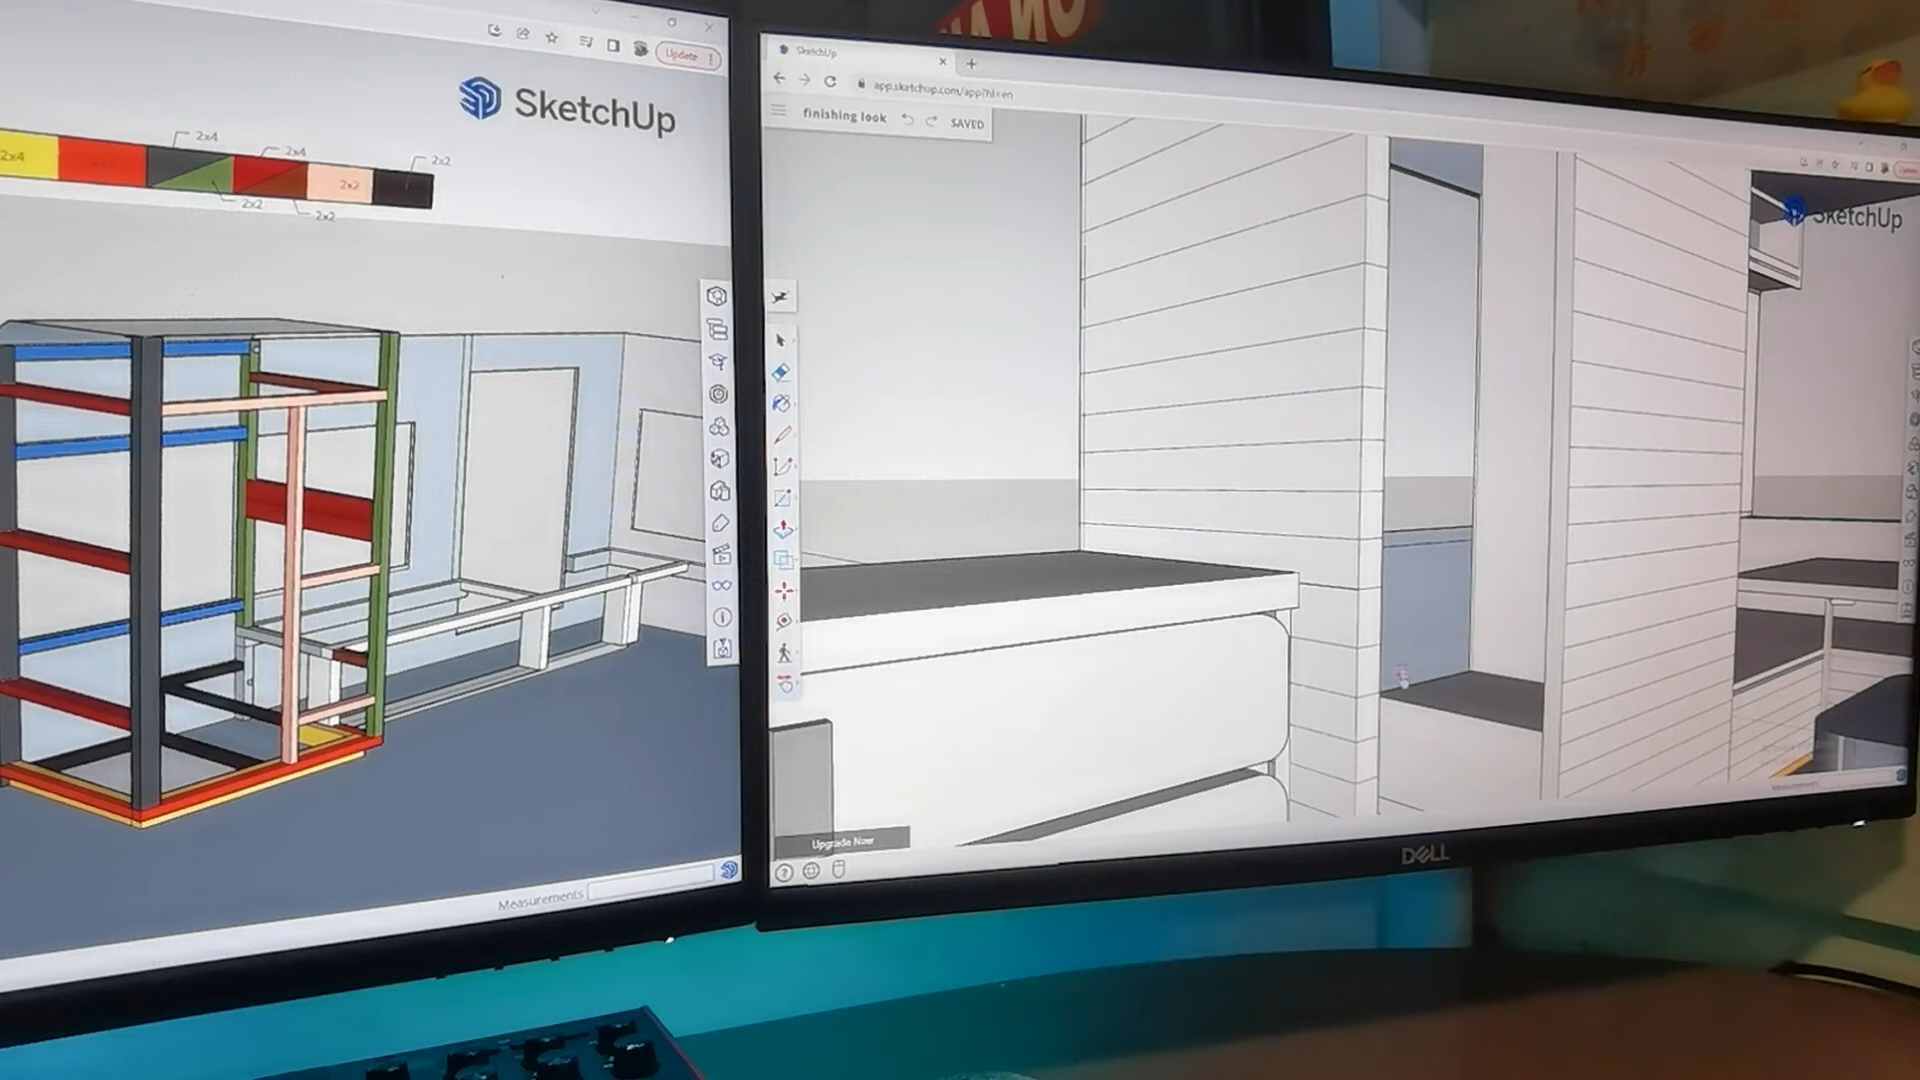 Update
SketchUp
2x4
2x4
2x4
2x2
2x2
2x2
2x2
Measurements
SketchUp
app.sketchup.com/app?hl=en
finishing look
SAVED
SketchUp
Upgrade Now
Measurements
DELL